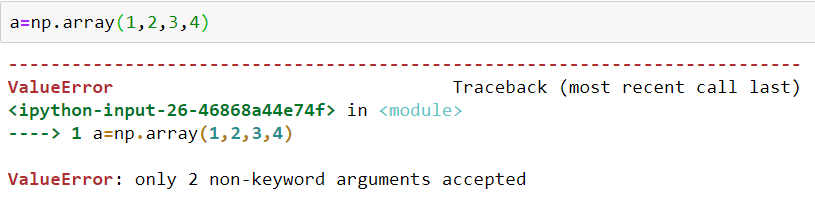 a=np.array(1,2,3,4)
---------------------------------------------------------------------------
ValueError                                Traceback (most recent call last)
<ipython-input-26-46868a44e74f> in <module>
----> 1 a=np.array(1,2,3,4)
ValueError: only 2 non-keyword arguments accepted